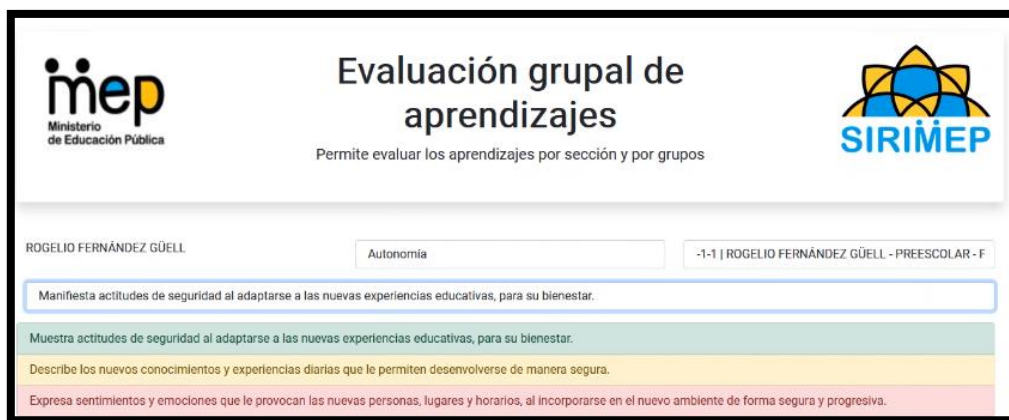 mep
Ministerio
de Educación Pública
Evaluación grupal de
aprendizajes
Permite evaluar los aprendizajes por sección y por grupos
SIRIMEP
ROGELIO FERNÁNDEZ GÜELL
Autonomía
-1-1 | ROGELIO FERNÁNDEZ GÜELL - PREESCOLAR - F
Manifiesta actitudes de seguridad al adaptarse a las nuevas experiencias educativas, para su bienestar.
Muestra actitudes de seguridad al adaptarse a las nuevas experiencias educativas, para su bienestar.
Describe los nuevos conocimientos y experiencias diarias que le permiten desenvolverse de manera segura.
Expresa sentimientos y emociones que le provocan las nuevas personas, lugares y horarios, al incorporarse en el nuevo ambiente de forma segura y progresiva.